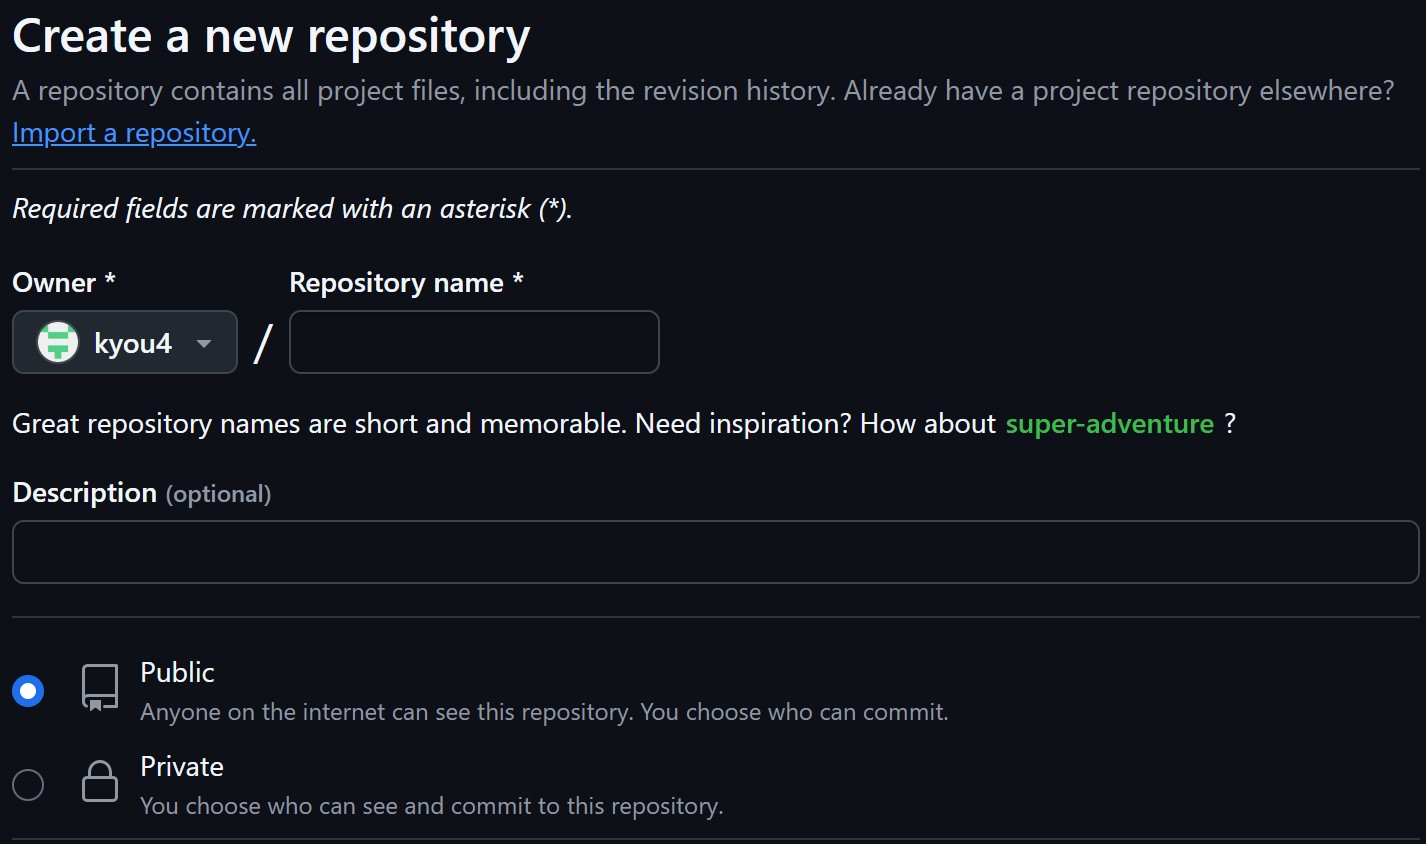 Create a new repository
A repository contains all project files, including the revision history. Already have a project repository elsewhere?
Import a repository.
Required fields are marked with an asterisk (*).
Owner * Repository name *
kyou4 /
Great repository names are short and memorable. Need inspiration? How about super-adventure ?
Description (optional)
Public
Anyone on the internet can see this repository. You choose who can commit.
Private
You choose who can see and commit to this repository.